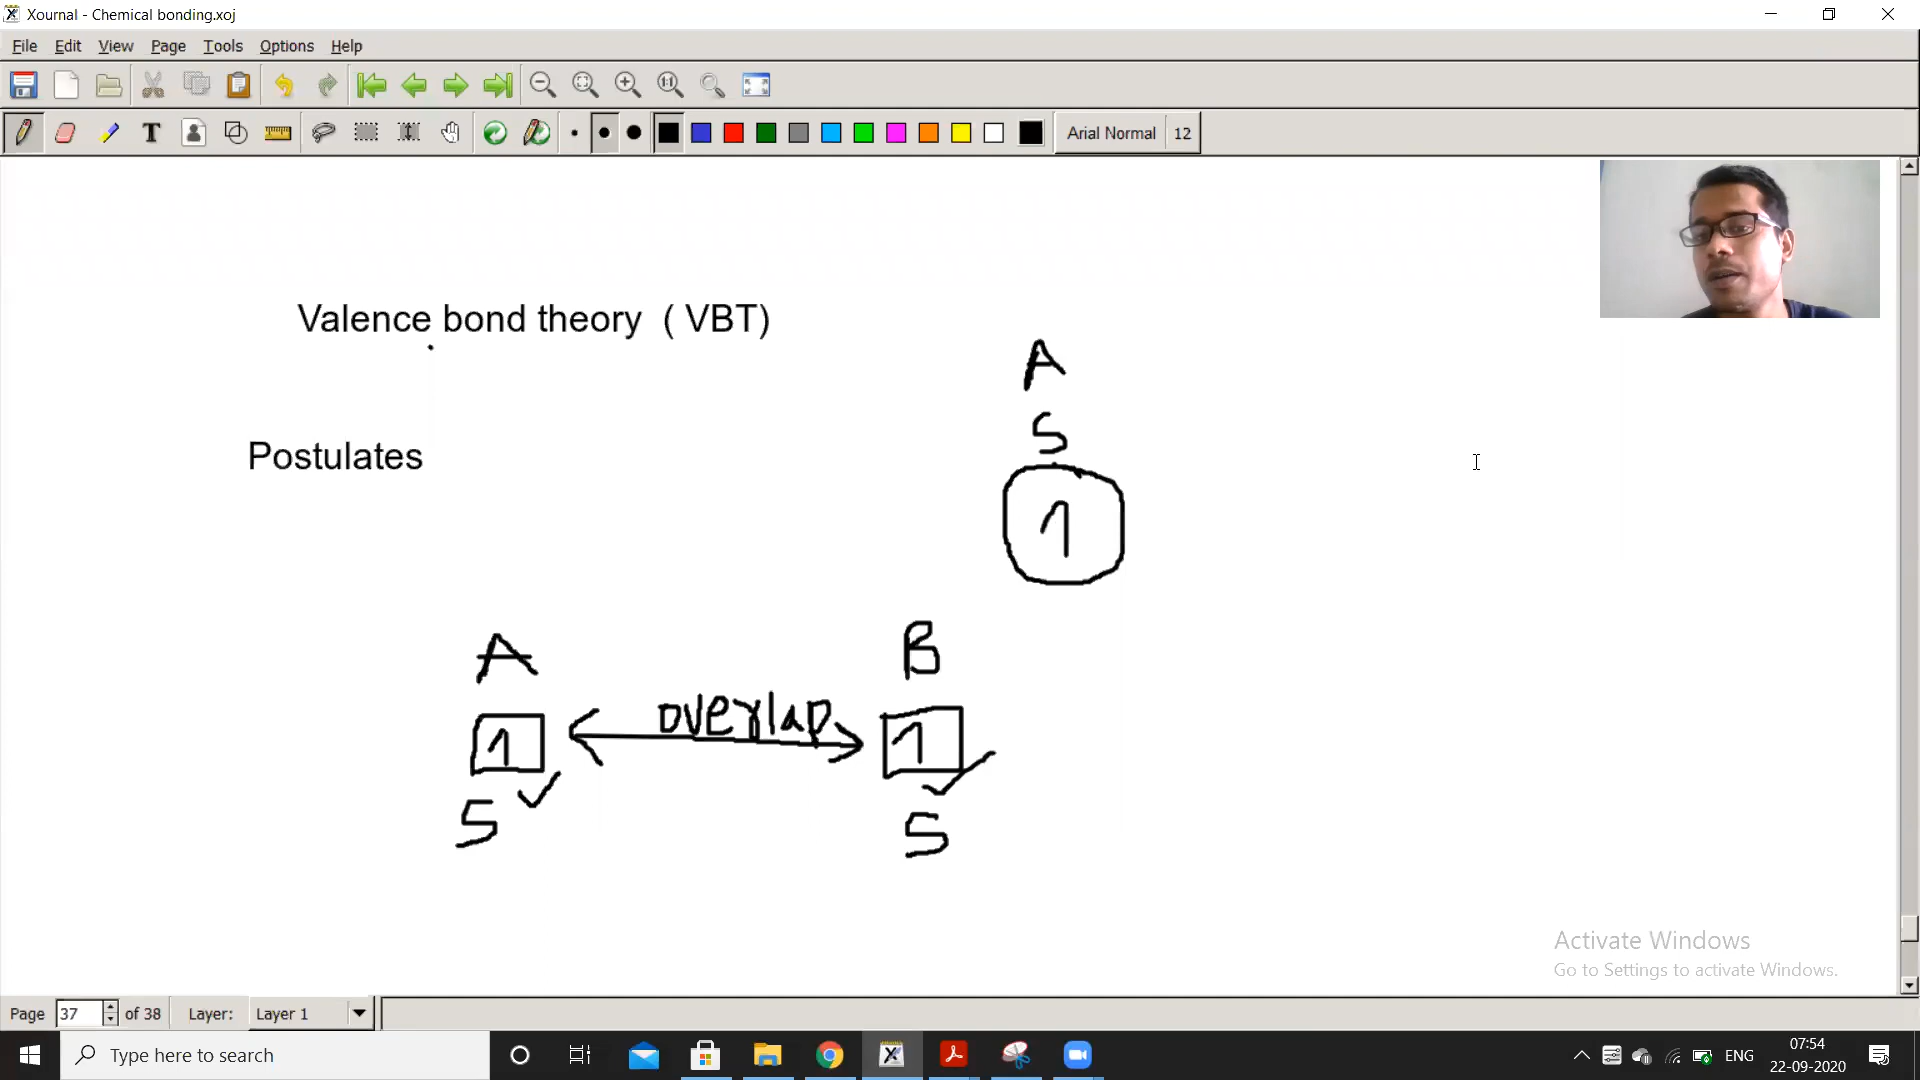 Xournal - Chemical bonding.xoj
File Edit View Page Tools Options Help
Arial Normal 12
Valence bond theory ( VBT)
A
S
1
Postulates
A B
1 overlap 1
S S
Activate Windows
Go to Settings to activate Windows.
Page 37 of 38 Layer: Layer 1
Type here to search
ENG
07:54
22-09-2020